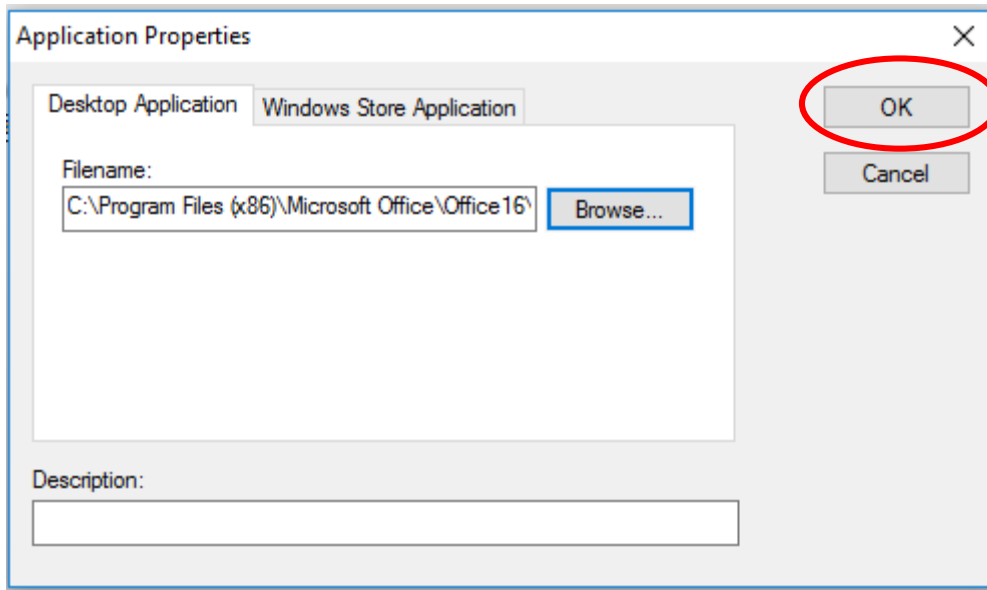 Application Properties
Desktop Application
Windows Store Application
OK
Filename:
Cancel
C:\Program Files (x86)\Microsoft Office\Office16\
Browse...
Description: